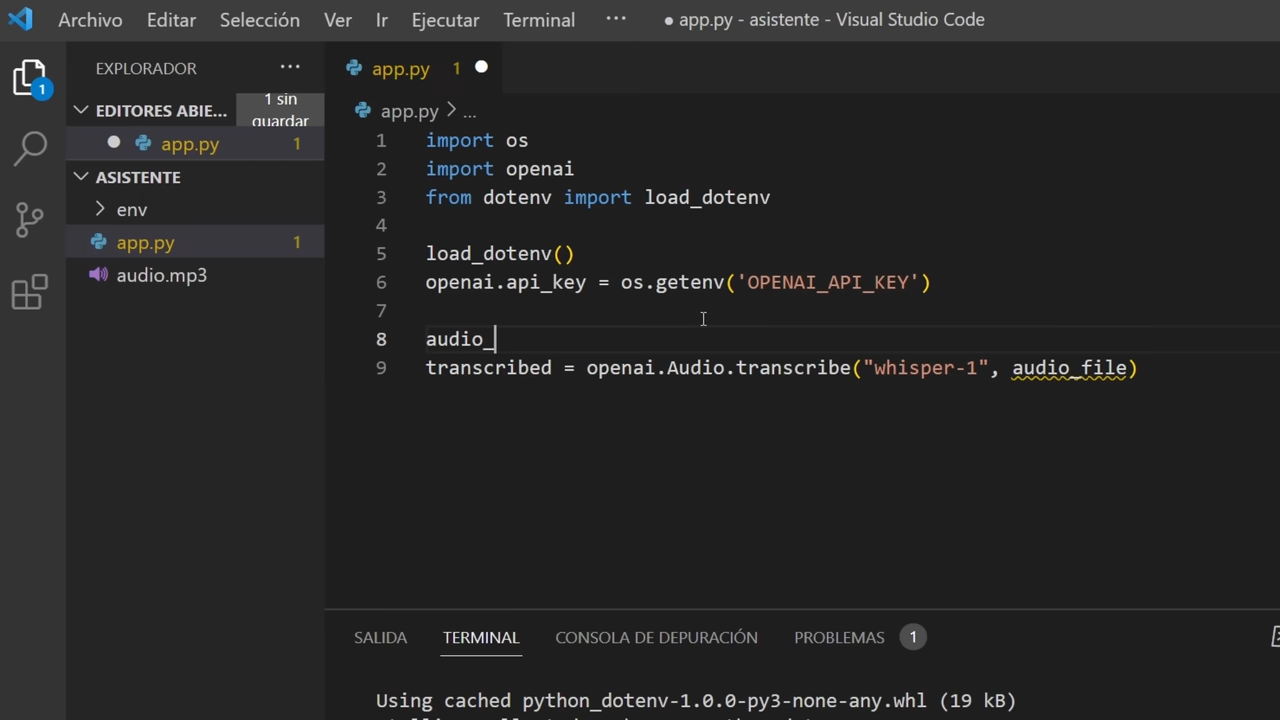 Archivo Editar Selección Ver Ir Ejecutar Terminal ··· ● app.py - asistente - Visual Studio Code
EXPLORADOR ···
1
EDITORES ABIE... 1 sin guardar
app.py 1
ASISTENTE
env
app.py 1
audio.mp3
app.py 1
app.py > ...
1 import os
2 import openai
3 from dotenv import load_dotenv
4
5 load_dotenv()
6 openai.api_key = os.getenv('OPENAI_API_KEY')
7
8 audio_
9 transcribed = openai.Audio.transcribe("whisper-1", audio_file)
SALIDA TERMINAL CONSOLA DE DEPURACIÓN PROBLEMAS 1
Using cached python_dotenv-1.0.0-py3-none-any.whl (19 kB)